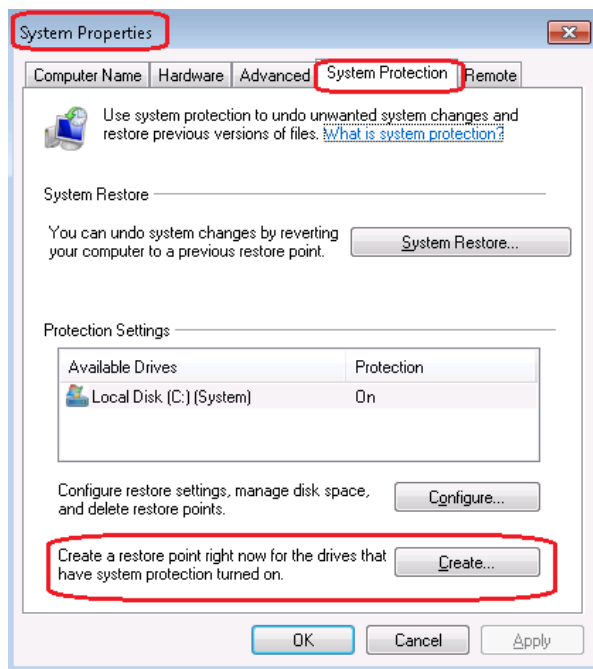 System Properties
Computer Name Hardware Advanced System Protection Remote
Use system protection to undo unwanted system changes and
restore previous versions of files. What is system protection?
System Restore
You can undo system changes by reverting
your computer to a previous restore point.
System Restore...
Protection Settings
Available Drives Protection
Local Disk (C:) (System) On
Configure restore settings, manage disk space,
and delete restore points.
Configure...
Create a restore point right now for the drives that
have system protection turned on.
Create...
OK Cancel Apply